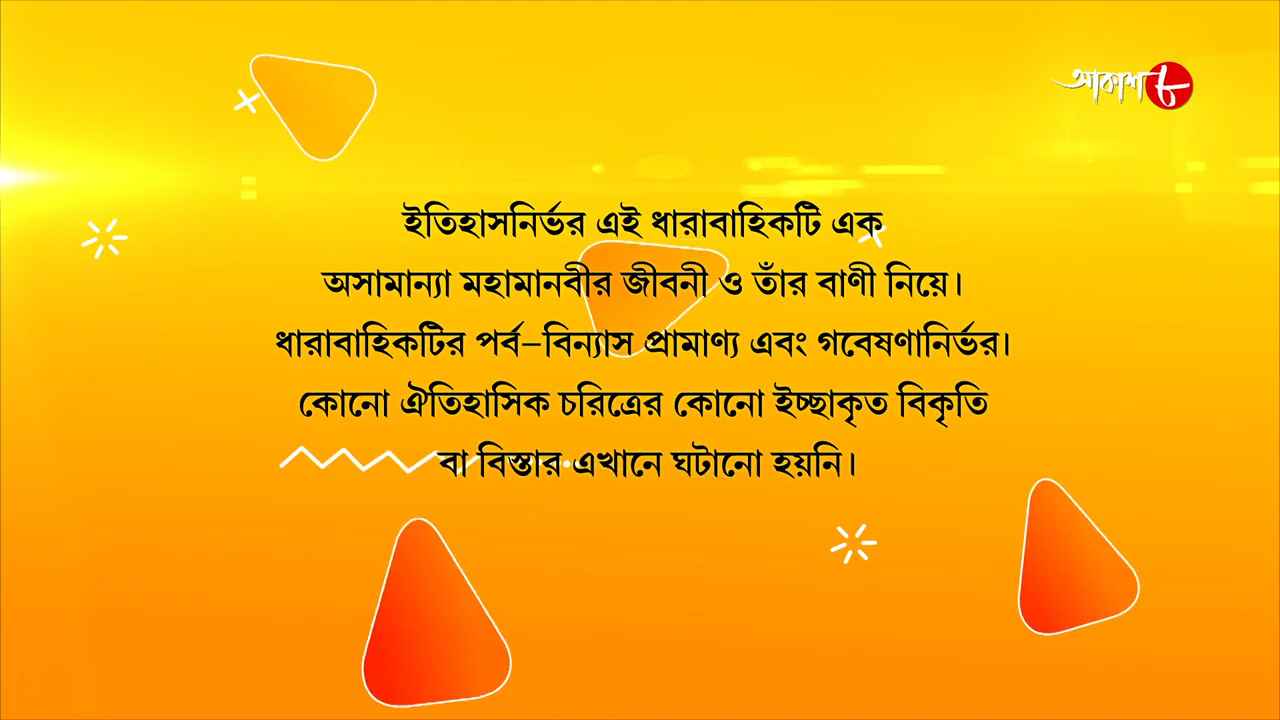 আকাশ ৮
ইতিহাসনির্ভর এই ধারাবাহিকটি এক
অসামান্যা মহামানবীর জীবনী ও তাঁর বাণী নিয়ে।
ধারাবাহিকটির পর্ব–বিন্যাস প্রামাণ্য এবং গবেষণানির্ভর।
কোনো ঐতিহাসিক চরিত্রের কোনো ইচ্ছাকৃত বিকৃতি
বা বিস্তার এখানে ঘটানো হয়নি।